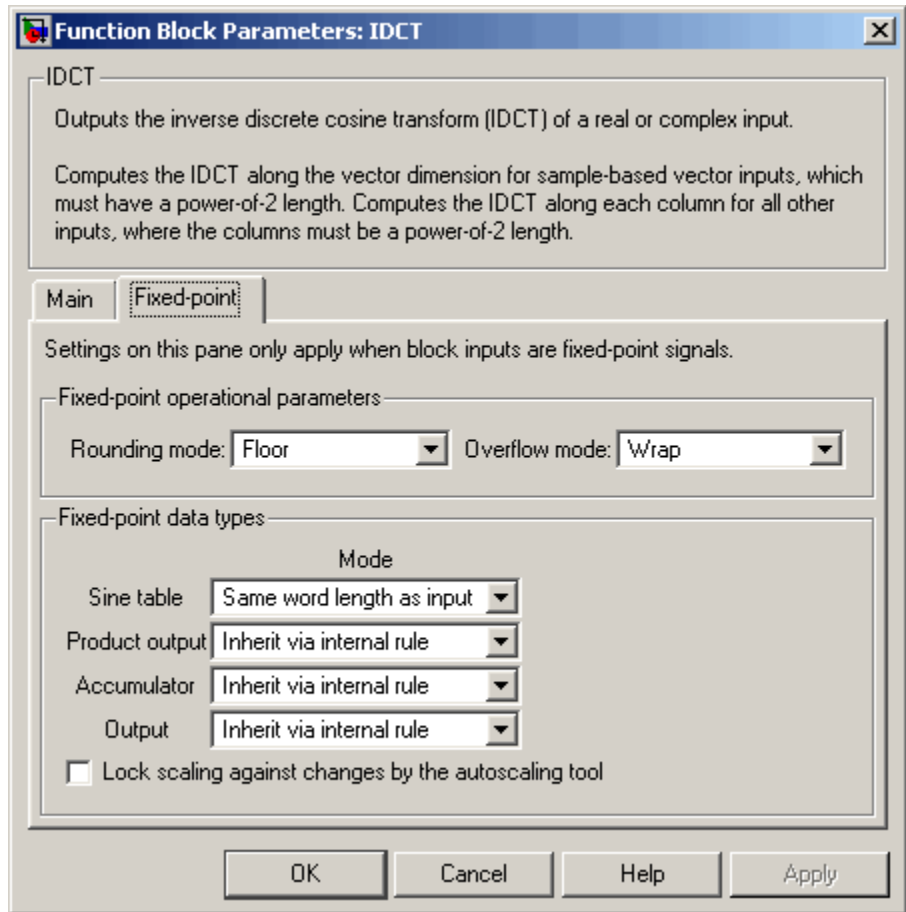 Function Block Parameters: IDCT
IDCT
Outputs the inverse discrete cosine transform (IDCT) of a real or complex input.
Computes the IDCT along the vector dimension for sample-based vector inputs, which
must have a power-of-2 length. Computes the IDCT along each column for all other
inputs, where the columns must be a power-of-2 length.
Main Fixed-point
Settings on this pane only apply when block inputs are fixed-point signals.
Fixed-point operational parameters
Rounding mode: Floor Overflow mode: Wrap
Fixed-point data types
Mode
Sine table Same word length as input
Product output Inherit via internal rule
Accumulator Inherit via internal rule
Output Inherit via internal rule
Lock scaling against changes by the autoscaling tool
OK Cancel Help Apply